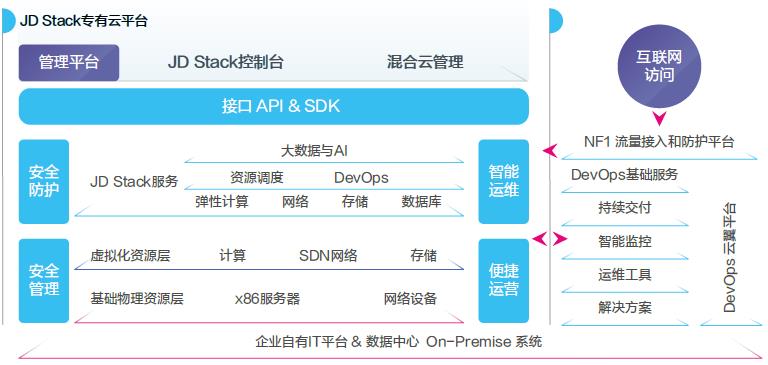 JD Stack专有云平台
管理平台 JD Stack控制台 混合云管理
接口 API & SDK
安全
防护
JD Stack服务
大数据与AI
资源调度 DevOps
弹性计算 网络 存储 数据库
智能
运维
安全
管理
虚拟化资源层 计算 SDN网络 存储
基础物理资源层 x86服务器 网络设备
便捷
运营
互联网
访问
NF1 流量接入和防护平台
DevOps基础服务
持续交付
智能监控
运维工具
解决方案
DevOps 云翼平台
企业自有IT平台 & 数据中心 On-Premise 系统